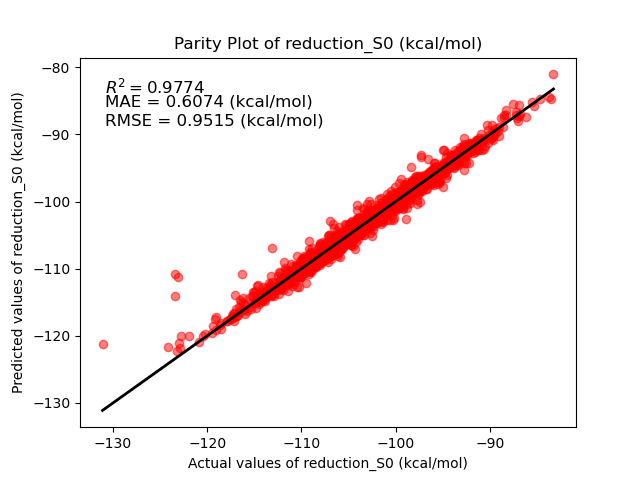 Parity Plot of reduction_S0 (kcal/mol)
R² = 0.9774
MAE = 0.6074 (kcal/mol)
RMSE = 0.9515 (kcal/mol)
Predicted values of reduction_S0 (kcal/mol)
−80
−90
−100
−110
−120
−130
−130
−120
−110
−100
−90
Actual values of reduction_S0 (kcal/mol)